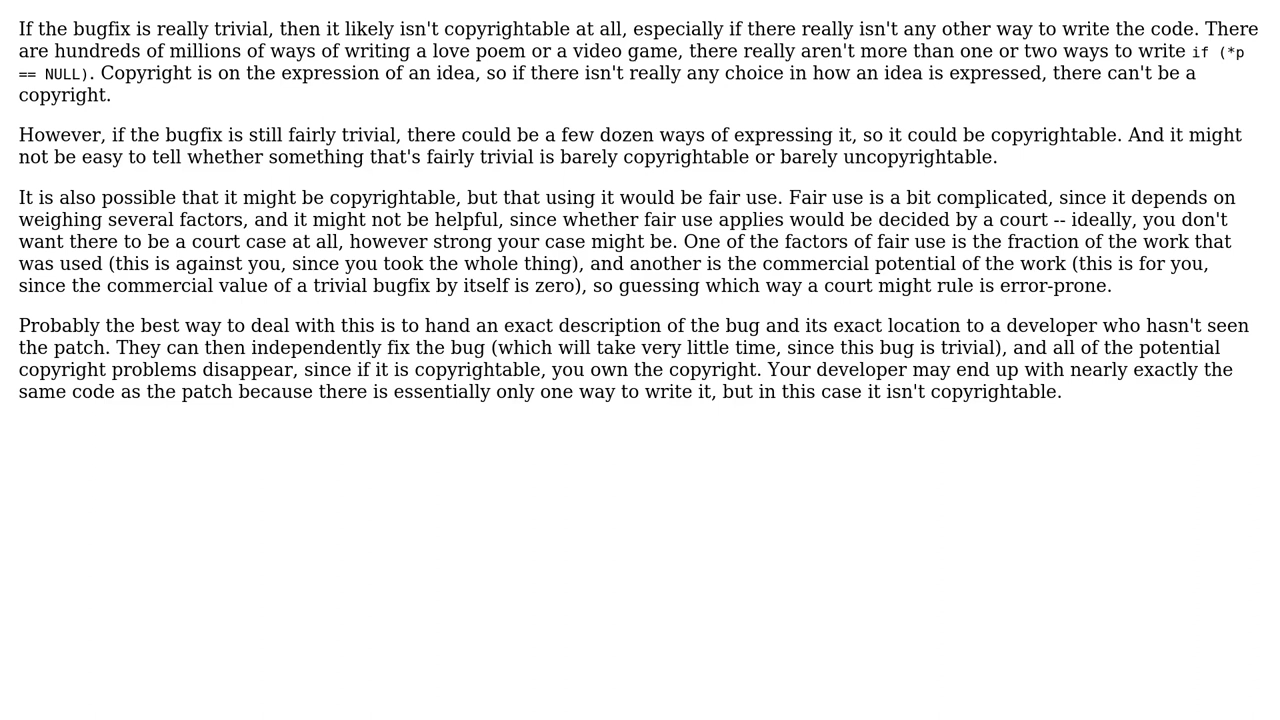 If the bugfix is really trivial, then it likely isn't copyrightable at all, especially if there really isn't any other way to write the code. There
are hundreds of millions of ways of writing a love poem or a video game, there really aren't more than one or two ways to write if (*p
== NULL). Copyright is on the expression of an idea, so if there isn't really any choice in how an idea is expressed, there can't be a
copyright.
However, if the bugfix is still fairly trivial, there could be a few dozen ways of expressing it, so it could be copyrightable. And it might
not be easy to tell whether something that's fairly trivial is barely copyrightable or barely uncopyrightable.
It is also possible that it might be copyrightable, but that using it would be fair use. Fair use is a bit complicated, since it depends on
weighing several factors, and it might not be helpful, since whether fair use applies would be decided by a court -- ideally, you don't
want there to be a court case at all, however strong your case might be. One of the factors of fair use is the fraction of the work that
was used (this is against you, since you took the whole thing), and another is the commercial potential of the work (this is for you,
since the commercial value of a trivial bugfix by itself is zero), so guessing which way a court might rule is error-prone.
Probably the best way to deal with this is to hand an exact description of the bug and its exact location to a developer who hasn't seen
the patch. They can then independently fix the bug (which will take very little time, since this bug is trivial), and all of the potential
copyright problems disappear, since if it is copyrightable, you own the copyright. Your developer may end up with nearly exactly the
same code as the patch because there is essentially only one way to write it, but in this case it isn't copyrightable.